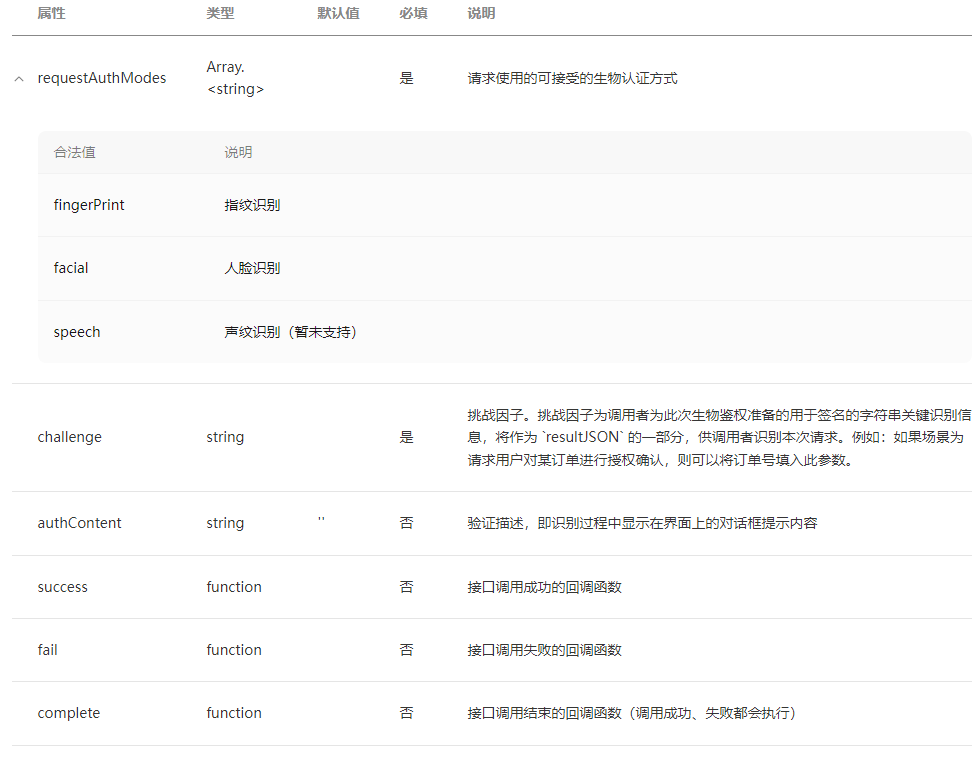 属性 类型 默认值 必填 说明
requestAuthModes Array.<string> 是 请求使用的可接受的生物认证方式
合法值 说明
fingerPrint 指纹识别
facial 人脸识别
speech 声纹识别（暂未支持）
挑战因子。挑战因子为调用者为此次生物鉴权准备的用于签名的字符串关键识别信
challenge string 是 息，将作为 `resultJSON` 的一部分，供调用者识别本次请求。例如：如果场景为
请求用户对某订单进行授权确认，则可以将订单号填入此参数。
authContent string '' 否 验证描述，即识别过程中显示在界面上的对话框提示内容
success function 否 接口调用成功的回调函数
fail function 否 接口调用失败的回调函数
complete function 否 接口调用结束的回调函数（调用成功、失败都会执行）